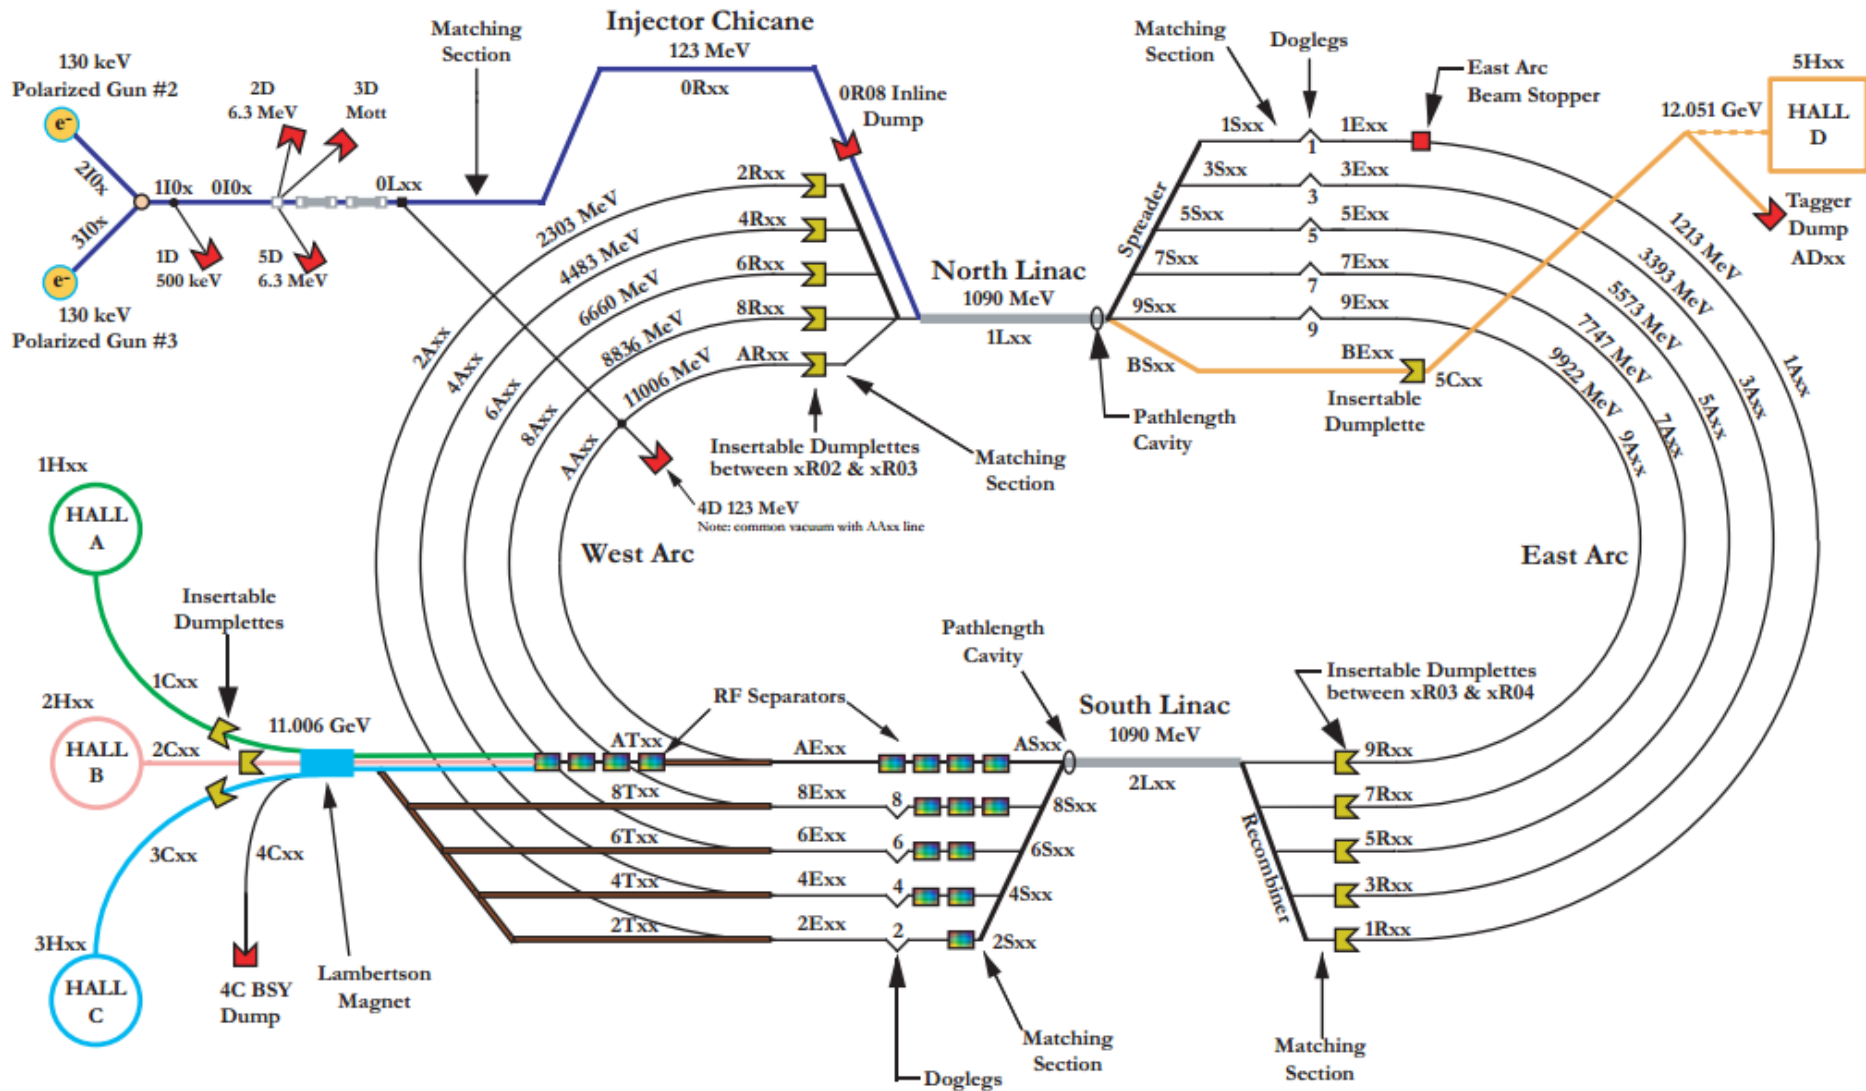 Injector Chicane
123 MeV
0Rxx
Matching
Section
130 keV
Polarized Gun #2
e-
2I0x
2D
6.3 MeV
3D
Mott
1I0x
0I0x
0Lxx
3I0x
e-
130 keV
Polarized Gun #3
1D
500 keV
5D
6.3 MeV
0R08 Inline
Dump
2Rxx
4Rxx
6Rxx
8Rxx
ARxx
2303 MeV
4483 MeV
6660 MeV
8836 MeV
11006 MeV
2Axx
4Axx
6Axx
8Axx
AAxx
Insertable Dumplettes
between xR02 & xR03
Matching
Section
4D 123 MeV
Note: common vacuum with AAxx line
West Arc
North Linac
1090 MeV
1Lxx
Pathlength
Cavity
Matching
Section
Doglegs
East Arc
Beam Stopper
Spreader
1Sxx
1
1Exx
3Sxx
3
3Exx
5Sxx
5
5Exx
7Sxx
7
7Exx
9Sxx
9
9Exx
BSxx
BExx
5Cxx
Insertable
Dumplette
5Hxx
12.051 GeV
HALL
D
Tagger
Dump
ADxx
1213 MeV
3393 MeV
5573 MeV
7747 MeV
9922 MeV
1Axx
3Axx
5Axx
7Axx
9Axx
East Arc
1Hxx
HALL
A
Insertable
Dumplettes
1Cxx
2Hxx
HALL
B
2Cxx
11.006 GeV
3Cxx
4Cxx
3Hxx
HALL
C
4C BSY
Dump
Lambertson
Magnet
RF Separators
ATxx
AExx
ASxx
8Txx
8Exx
8
8Sxx
6Txx
6Exx
6
6Sxx
4Txx
4Exx
4
4Sxx
2Txx
2Exx
2
2Sxx
Pathlength
Cavity
South Linac
1090 MeV
2Lxx
Insertable Dumplettes
between xR03 & xR04
Recombiner
9Rxx
7Rxx
5Rxx
3Rxx
1Rxx
Doglegs
Matching
Section
Matching
Section